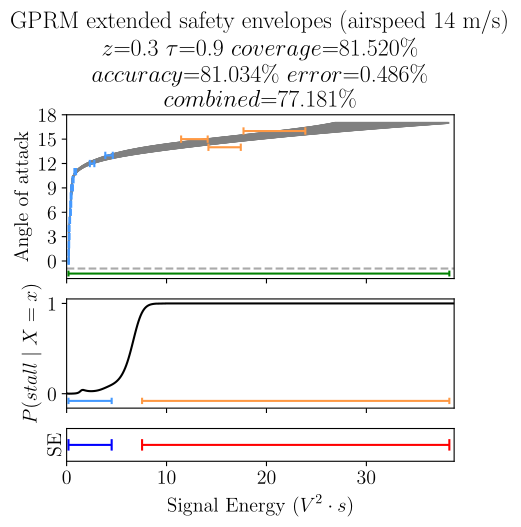 GPRM extended safety envelopes (airspeed 14 m/s)
z=0.3 τ=0.9 coverage=81.520%
accuracy=81.034% error=0.486%
combined=77.181%
18
15
12
9
6
3
0
Angle of attack
1
0
P(stall | X = x)
SE
0 10 20 30
Signal Energy (V² · s)